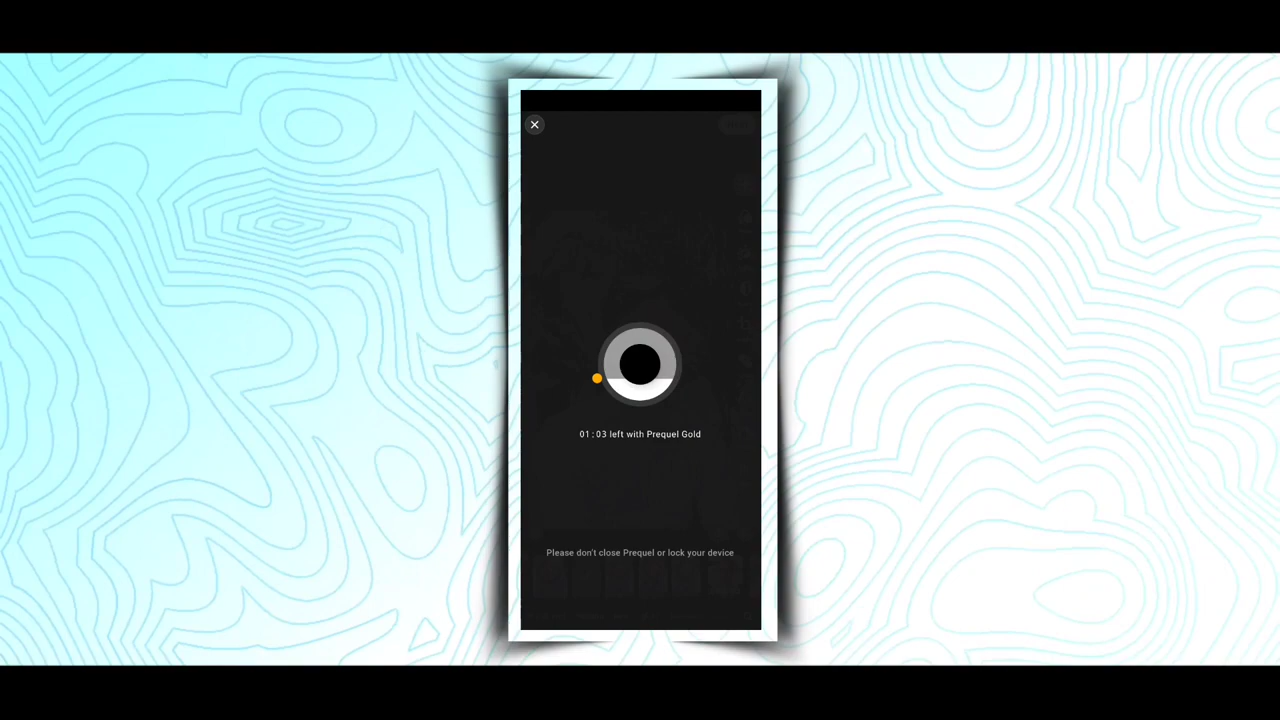 01:03 left with Prequel Gold
Please don't close Prequel or lock your device